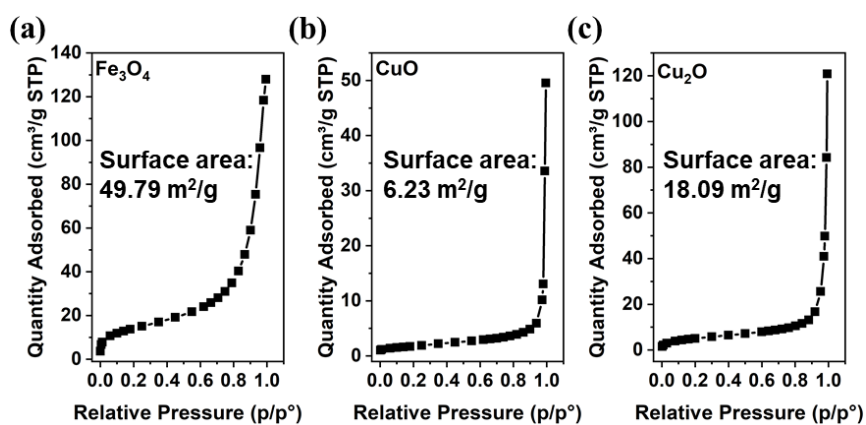 (a)
Quantity Adsorbed (cm³/g STP)
140
120
100
80
60
40
20
0
Fe₃O₄
Surface area:
49.79 m²/g
0.0 0.2 0.4 0.6 0.8 1.0
Relative Pressure (p/p°)
(b)
Quantity Adsorbed (cm³/g STP)
50
40
30
20
10
0
CuO
Surface area:
6.23 m²/g
0.0 0.2 0.4 0.6 0.8 1.0
Relative Pressure (p/p°)
(c)
Quantity Adsorbed (cm³/g STP)
120
100
80
60
40
20
0
Cu₂O
Surface area:
18.09 m²/g
0.0 0.2 0.4 0.6 0.8 1.0
Relative Pressure (p/p°)